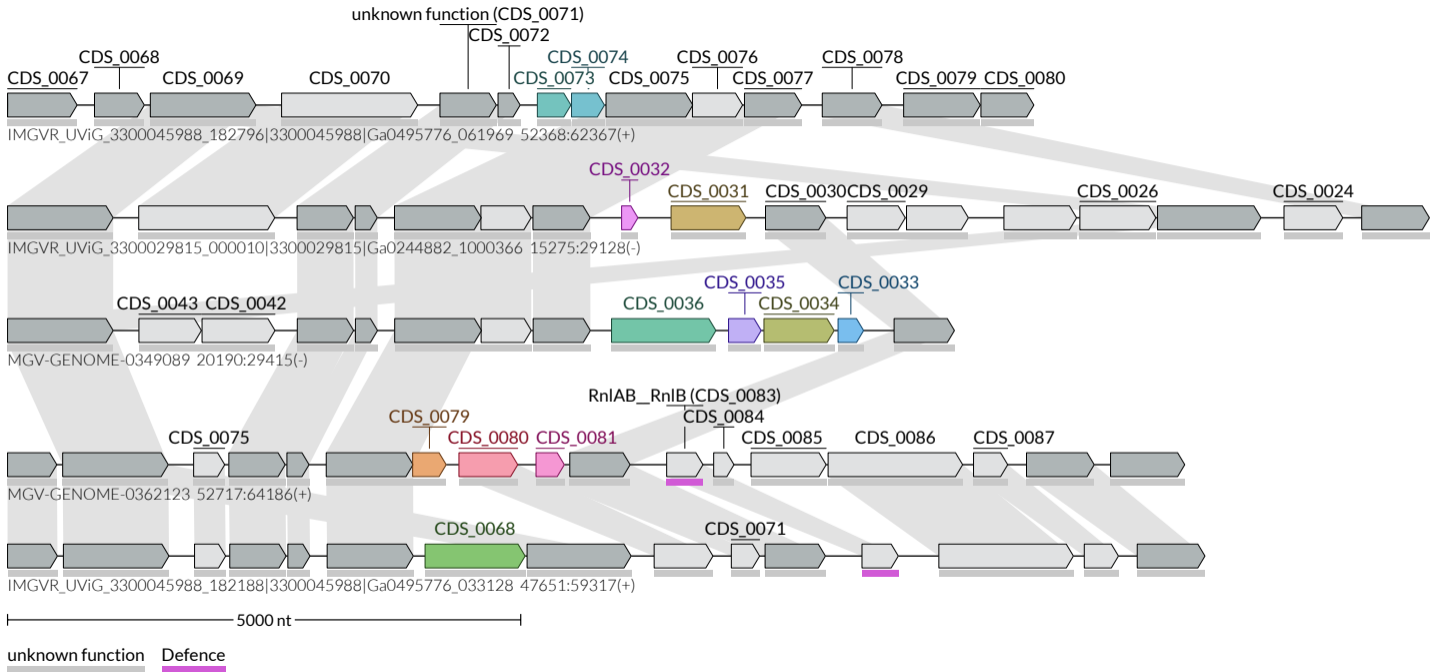 unknown function (CDS_0071)
CDS_0072
CDS_0068 CDS_0074 CDS_0076 CDS_0078
CDS_0067 CDS_0069 CDS_0070 CDS_0073 CDS_0075 CDS_0077 CDS_0079 CDS_0080
IMGVR_UViG_3300045988_182796|3300045988|Ga0495776_061969 52368:62367(+)
CDS_0032
CDS_0031 CDS_0030 CDS_0029 CDS_0026 CDS_0024
IMGVR_UViG_3300029815_000010|3300029815|Ga0244882_1000366 15275:29128(-)
CDS_0035 CDS_0033
CDS_0043 CDS_0042 CDS_0036 CDS_0034
MGV-GENOME-0349089 20190:29415(-)
RnlAB__RnlB (CDS_0083)
CDS_0079 CDS_0084
CDS_0075 CDS_0080 CDS_0081 CDS_0085 CDS_0086 CDS_0087
MGV-GENOME-0362123 52717:64186(+)
CDS_0068 CDS_0071
IMGVR_UViG_3300045988_182188|3300045988|Ga0495776_033128 47651:59317(+)
5000 nt
unknown function Defence